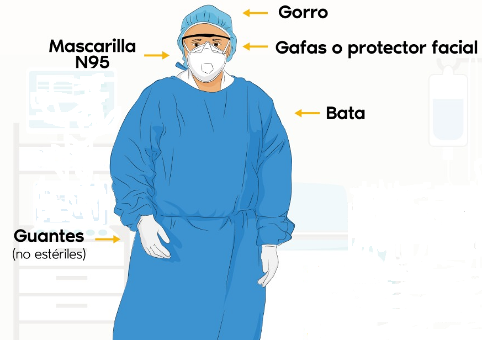 Gorro
Mascarilla
N95
Gafas o protector facial
Bata
Guantes
(no estériles)